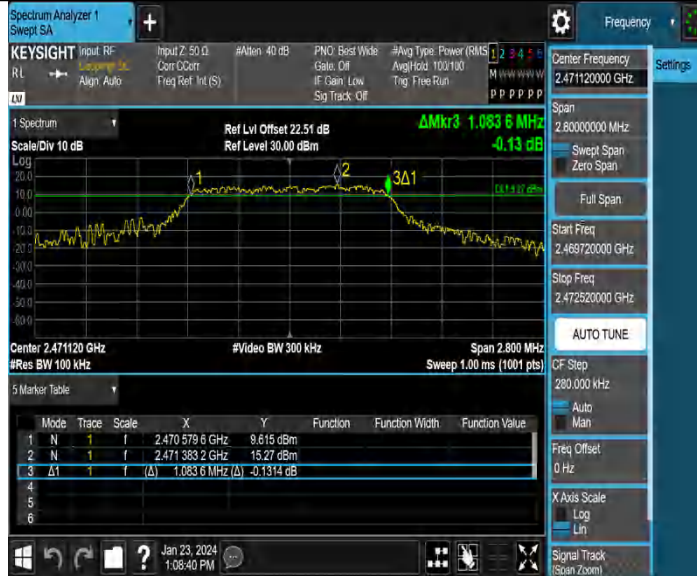 Spectrum Analyzer 1
Swept SA
+
Frequency
KEYSIGHT
RL
Input: RF
Coupling: DC
Align: Auto
Input Z: 50 Ω
Corr CCorr
Freq Ref: Int (S)
#Atten: 40 dB
PNO: Best Wide
Gate: Off
IF Gain: Low
Sig Track: Off
#Avg Type: Power (RMS)
Avg|Hold: 100/100
Trig: Free Run
1 2 3 4 5 6
M W W W W W
P P P P P P
LXI
1 Spectrum
Scale/Div 10 dB
Ref Lvl Offset 22.51 dB
Ref Level 30.00 dBm
ΔMkr3 1.083 6 MHz
-0.13 dB
Log
20.0
10.0
0.00
-10.0
-20.0
-30.0
-40.0
-50.0
-60.0
1
2
3Δ1
Center 2.471120 GHz
#Video BW 300 kHz
Span 2.800 MHz
#Res BW 100 kHz
Sweep 1.00 ms (1001 pts)
5 Marker Table
Mode Trace Scale X Y Function Function Width Function Value
1 N 1 f 2.470 579 6 GHz 9.615 dBm
2 N 1 f 2.471 383 2 GHz 15.27 dBm
3 Δ1 1 f (Δ) 1.083 6 MHz (Δ) -0.1314 dB
4
5
6
Jan 23, 2024
1:08:40 PM
?
Center Frequency
2.471120000 GHz
Settings
Span
2.80000000 MHz
Swept Span
Zero Span
Full Span
Start Freq
2.469720000 GHz
Stop Freq
2.472520000 GHz
AUTO TUNE
CF Step
280.000 kHz
Auto
Man
Freq Offset
0 Hz
X Axis Scale
Log
Lin
Signal Track
(Span Zoom)